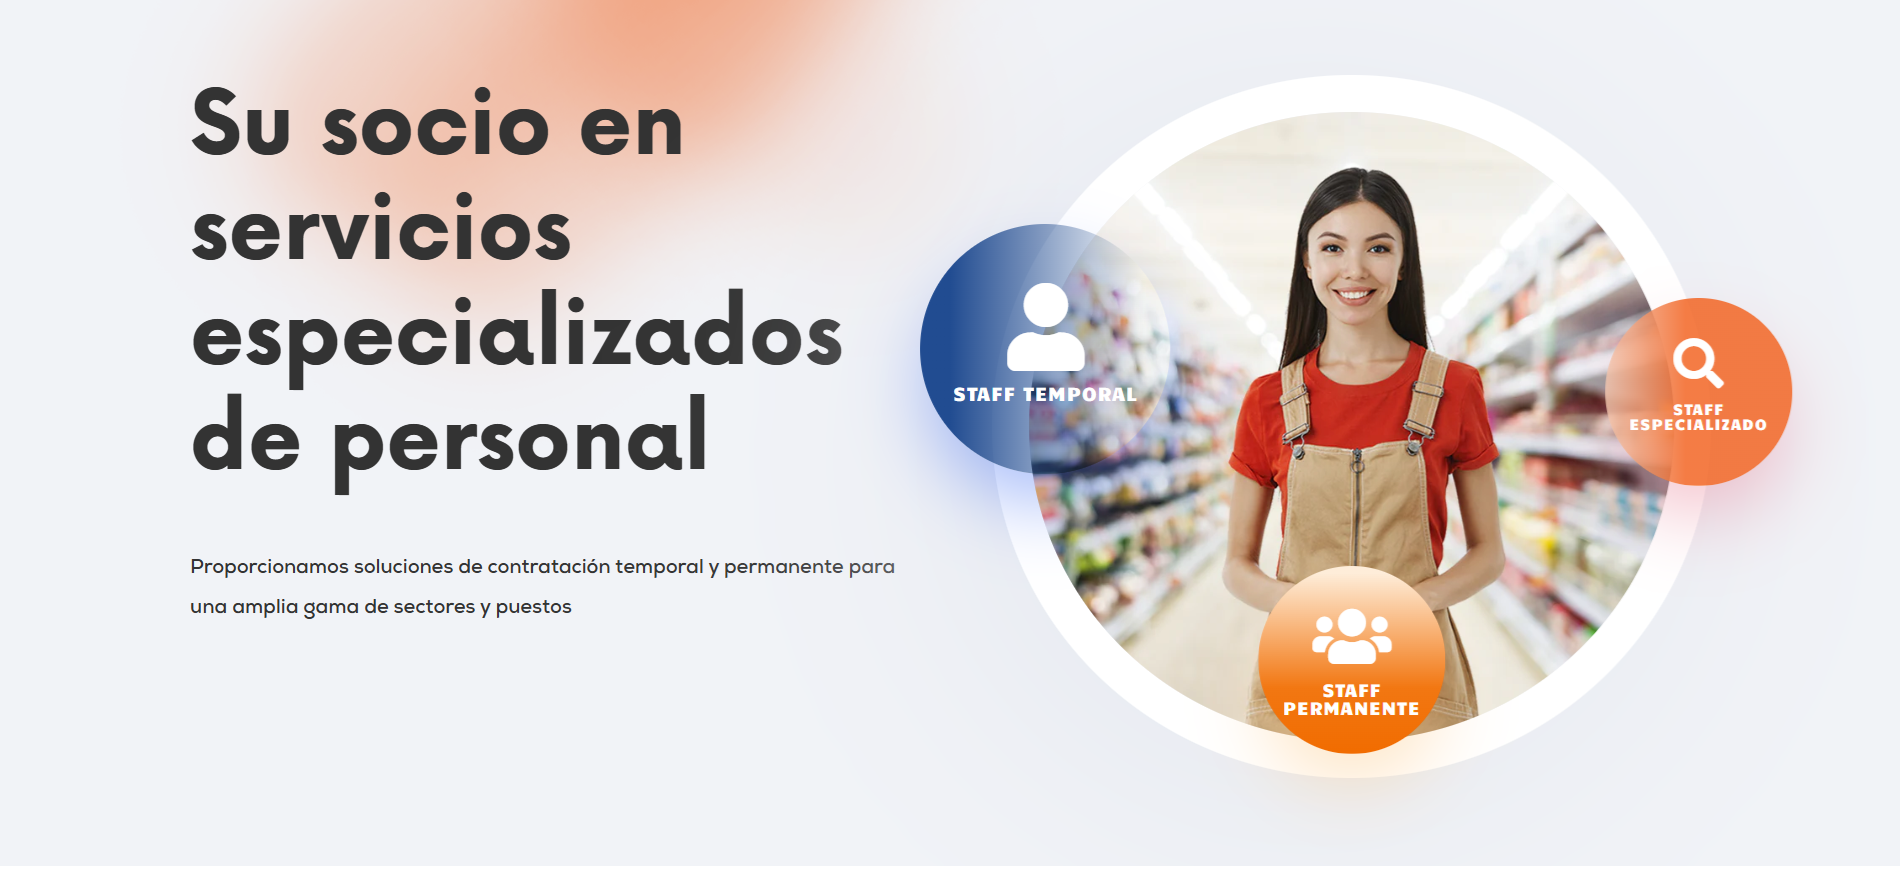 Su socio en
servicios
especializados
de personal
Proporcionamos soluciones de contratación temporal y permanente para
una amplia gama de sectores y puestos
STAFF TEMPORAL
STAFF
ESPECIALIZADO
STAFF
PERMANENTE